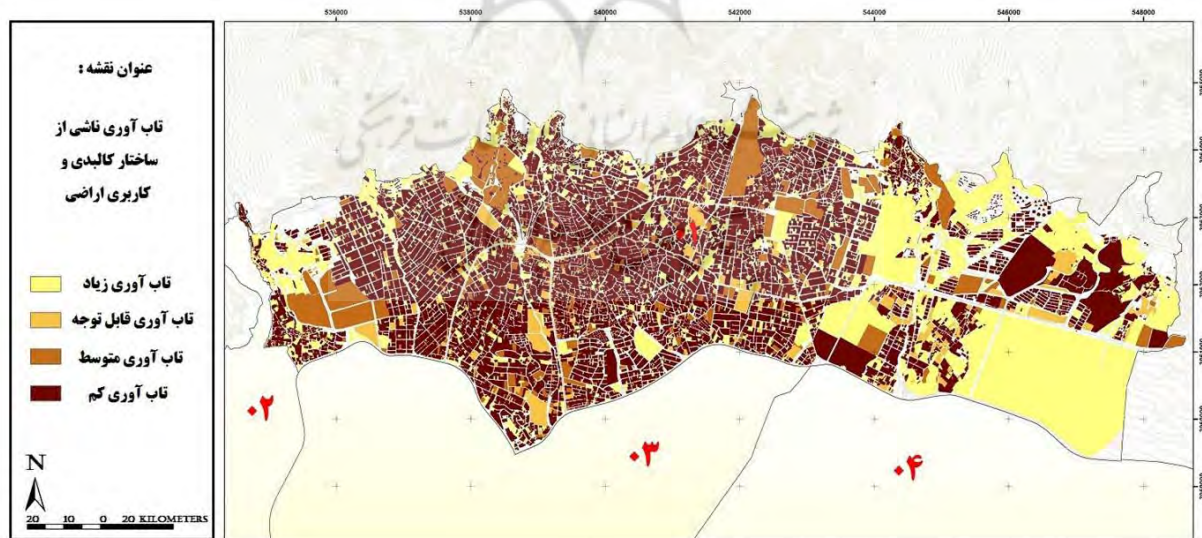 عنوان نقشه :
تاب آوری ناشی از
ساختار کالبدی و
کاربری اراضی
تاب آوری زیاد
تاب آوری قابل توجه
تاب آوری متوسط
تاب آوری کم
N
20 10 0 20 KILOMETERS
536000 538000 540000 542000 544000 546000 548000
۰۱
۰۲
۰۳
۰۴